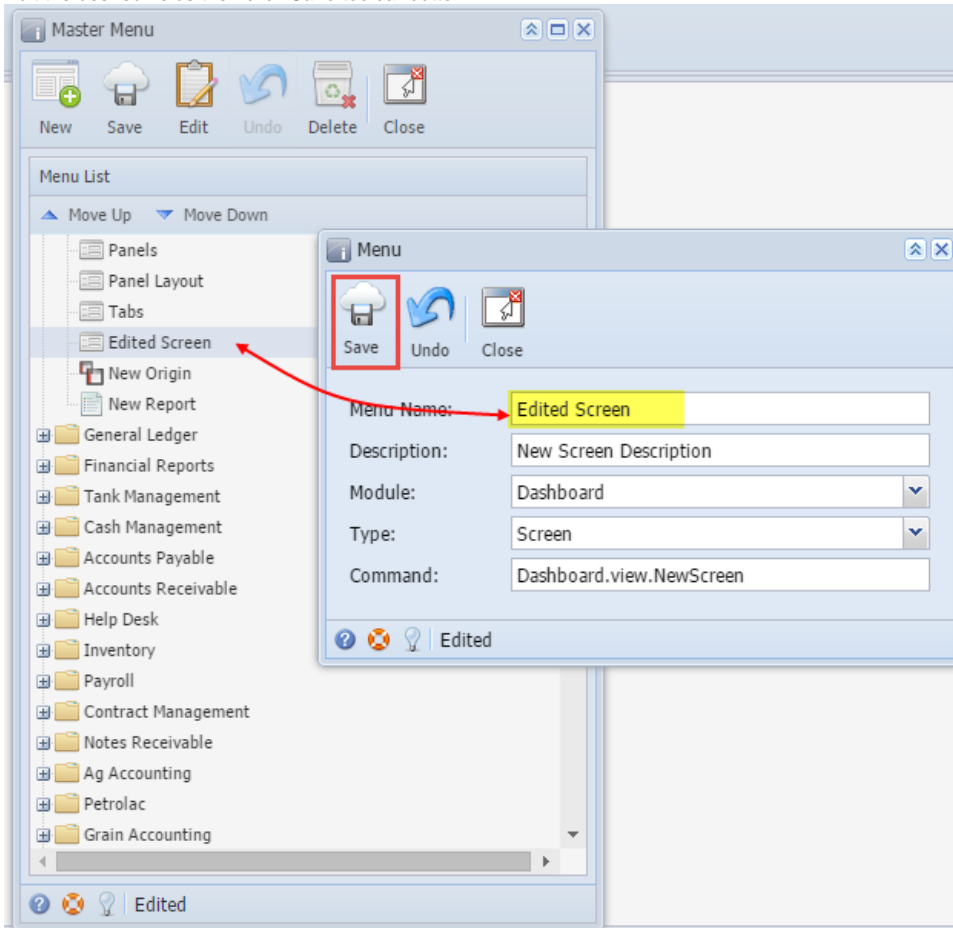 Master Menu
New Save Edit Undo Delete Close
Menu List
Move Up Move Down
Panels
Panel Layout
Tabs
Edited Screen
New Origin
New Report
General Ledger
Financial Reports
Tank Management
Cash Management
Accounts Payable
Accounts Receivable
Help Desk
Inventory
Payroll
Contract Management
Notes Receivable
Ag Accounting
Petrolac
Grain Accounting
Edited
Menu
Save Undo Close
Menu Name: Edited Screen
Description: New Screen Description
Module: Dashboard
Type: Screen
Command: Dashboard.view.NewScreen
Edited